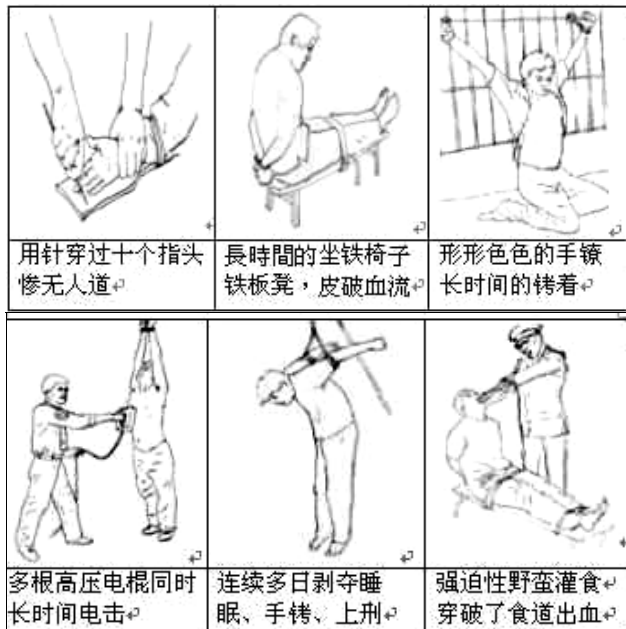 用针穿过十个指头
惨无人道
長時間的坐铁椅子
铁板凳，皮破血流
形形色色的手镣
长时间的铐着
多根高压电棍同时
长时间电击
连续多日剥夺睡
眠、手铐、上刑
强迫性野蛮灌食
穿破了食道出血